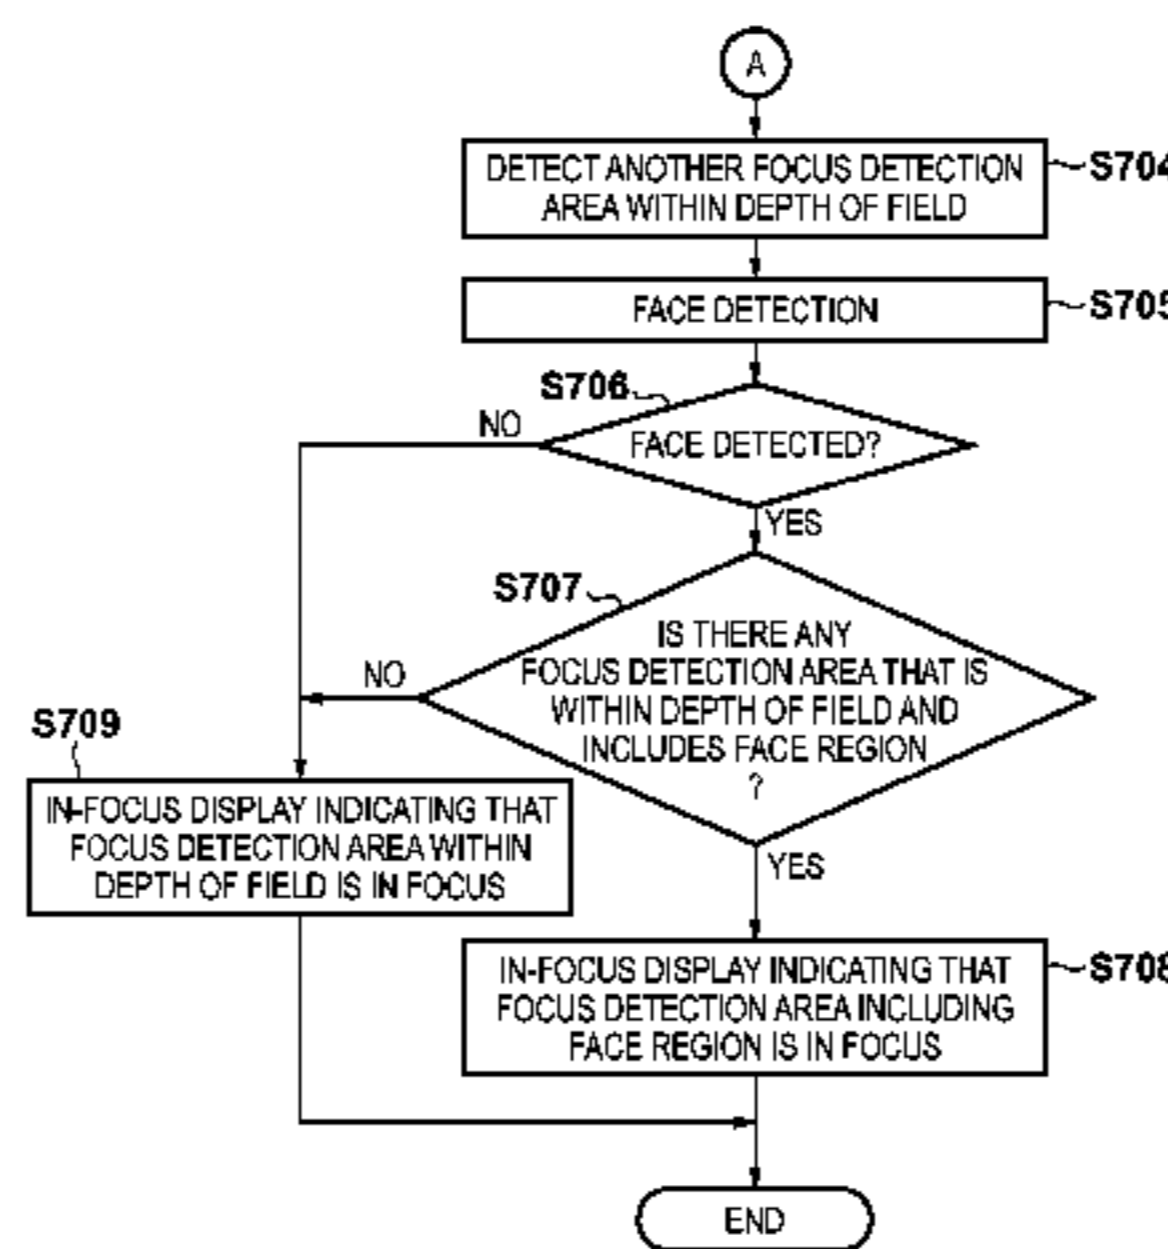 A
DETECT ANOTHER FOCUS DETECTION
AREA WITHIN DEPTH OF FIELD
S704
FACE DETECTION
S705
S706
NO
FACE DETECTED?
YES
S707
IS THERE ANY
FOCUS DETECTION AREA THAT IS
WITHIN DEPTH OF FIELD AND
INCLUDES FACE REGION
?
NO
YES
S709
IN-FOCUS DISPLAY INDICATING THAT
FOCUS DETECTION AREA WITHIN
DEPTH OF FIELD IS IN FOCUS
IN-FOCUS DISPLAY INDICATING THAT
FOCUS DETECTION AREA INCLUDING
FACE REGION IS IN FOCUS
S708
END